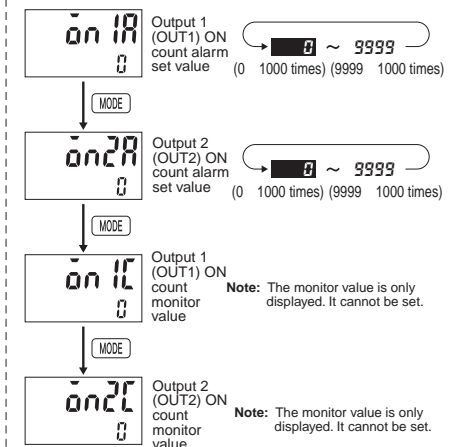 on1A
0
Output 1
(OUT1) ON
count alarm
set value
0 ~ 9999
(0 1000 times) (9999 1000 times)
MODE
on2A
0
Output 2
(OUT2) ON
count alarm
set value
0 ~ 9999
(0 1000 times) (9999 1000 times)
MODE
on1C
0
Output 1
(OUT1) ON
count
monitor
value
Note: The monitor value is only
displayed. It cannot be set.
MODE
on2C
0
Output 2
(OUT2) ON
count
monitor
value
Note: The monitor value is only
displayed. It cannot be set.